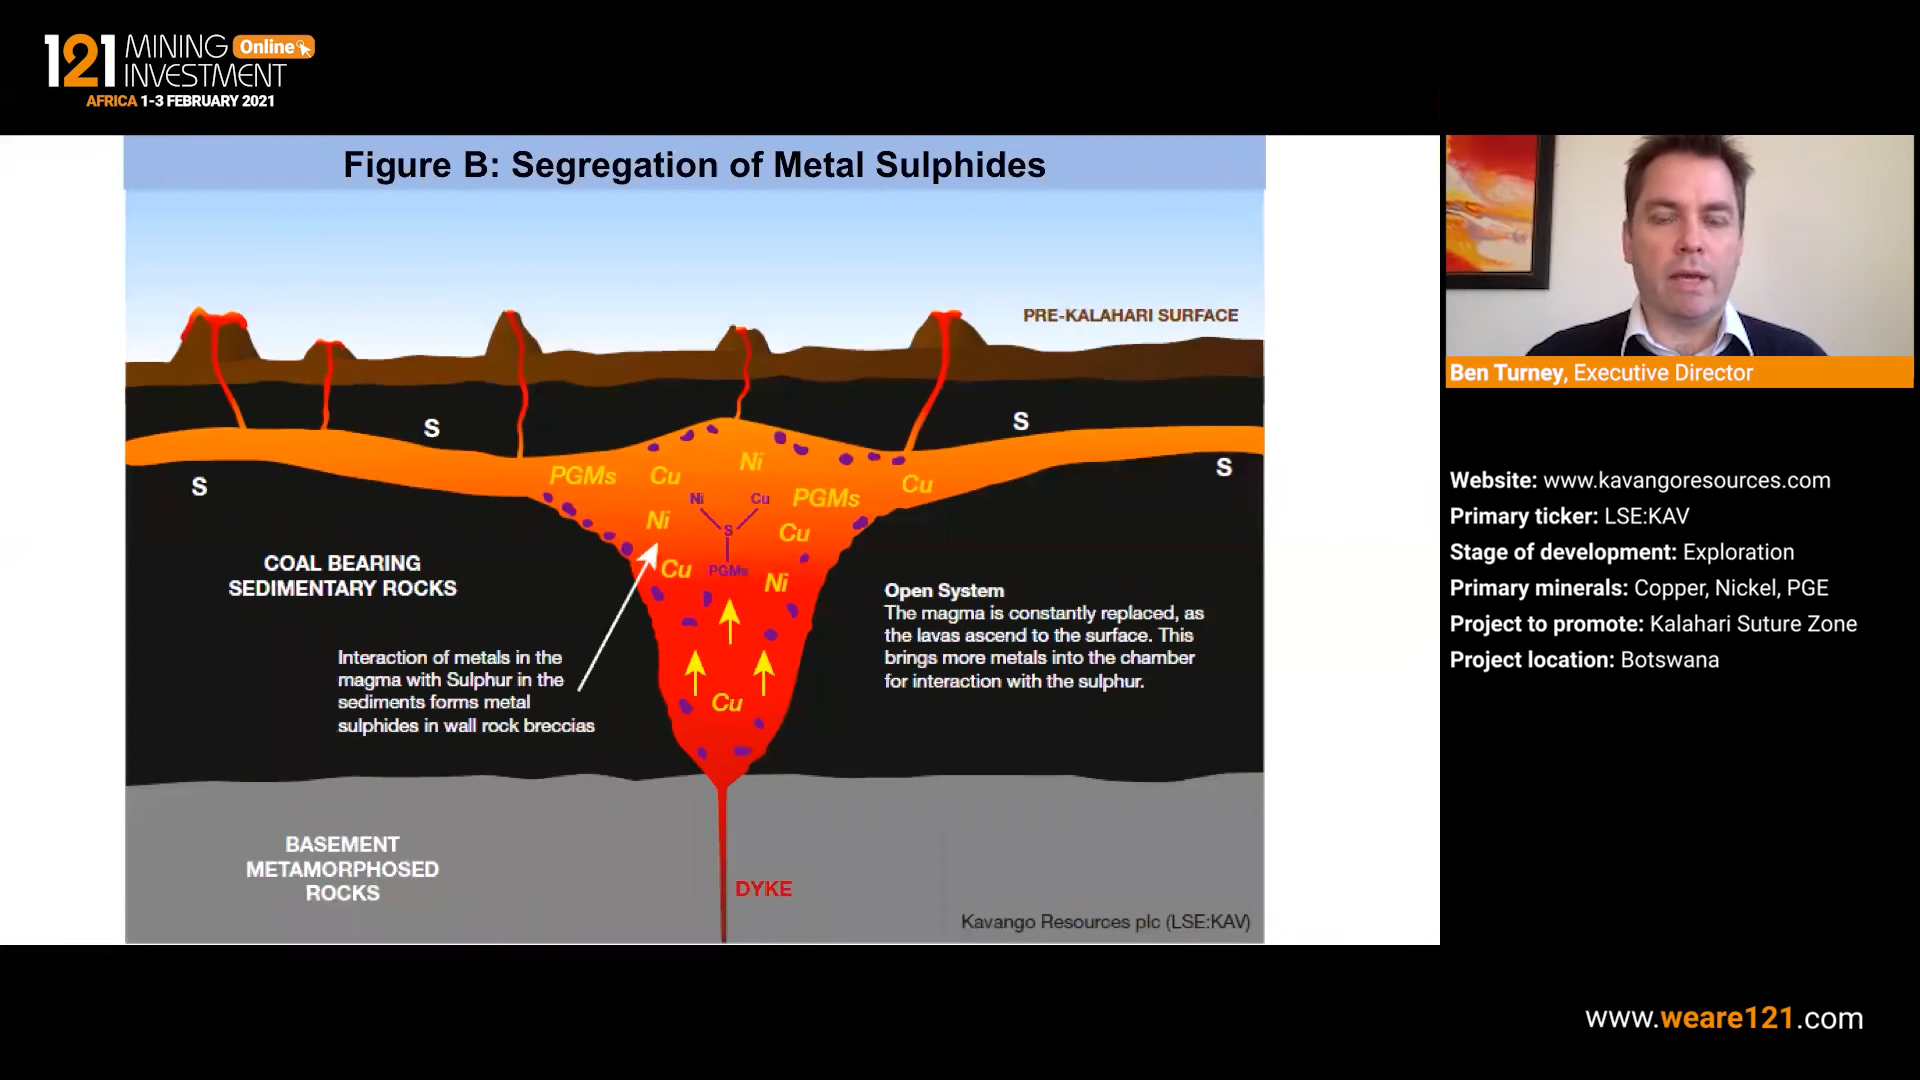 121 MINING Online
INVESTMENT
AFRICA 1-3 FEBRUARY 2021
Figure B: Segregation of Metal Sulphides
PRE-KALAHARI SURFACE
S
S
S
S
PGMs
Cu
Ni
PGMs
Cu
Ni
Cu
Ni
S
Cu
Cu
PGMs
Ni
COAL BEARING
SEDIMENTARY ROCKS
Interaction of metals in the
magma with Sulphur in the
sediments forms metal
sulphides in wall rock breccias
Open System
The magma is constantly replaced, as
the lavas ascend to the surface. This
brings more metals into the chamber
for interaction with the sulphur.
Cu
BASEMENT
METAMORPHOSED
ROCKS
DYKE
Kavango Resources plc (LSE:KAV)
Ben Turney, Executive Director
Website: www.kavangoresources.com
Primary ticker: LSE:KAV
Stage of development: Exploration
Primary minerals: Copper, Nickel, PGE
Project to promote: Kalahari Suture Zone
Project location: Botswana
www.weare121.com